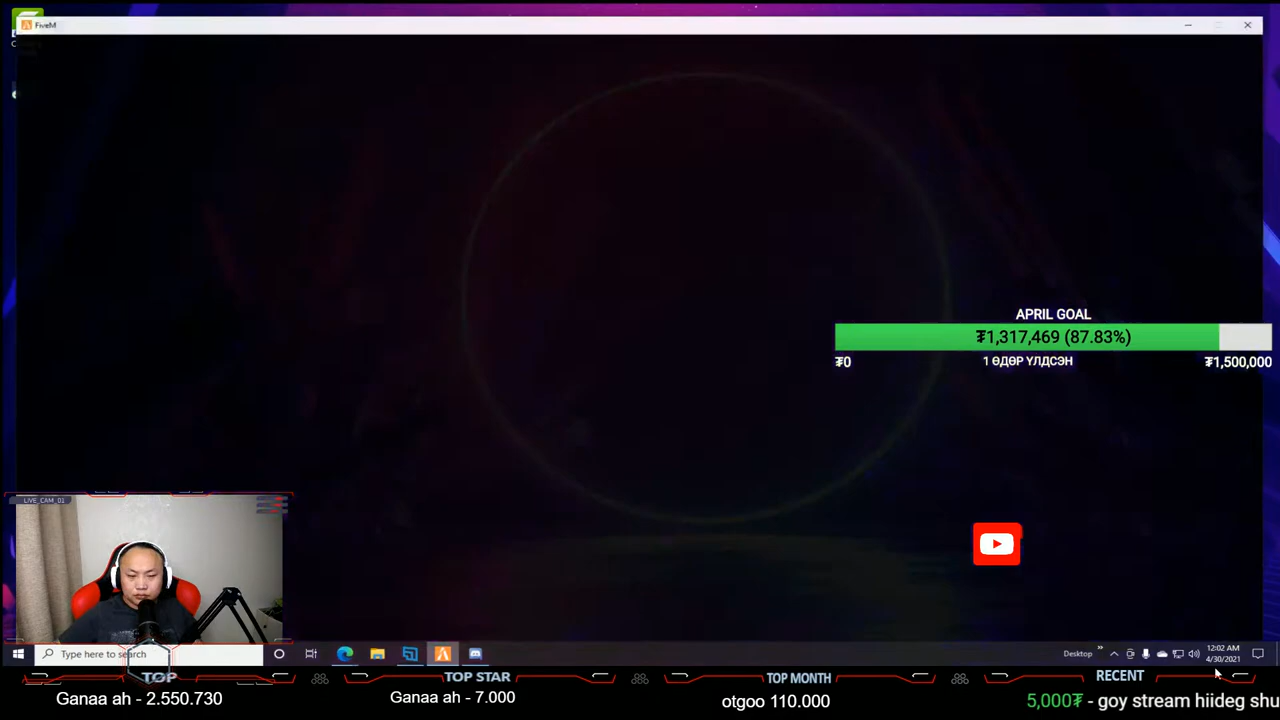 FiveM
APRIL GOAL
₮1,317,469 (87.83%)
₮0
1 ӨДӨР ҮЛДСЭН
₮1,500,000
LIVE_CAM_01
Type here to search
Desktop
12:02 AM
4/30/2021
TOP
Ganaa ah - 2.550.730
TOP STAR
Ganaa ah - 7.000
TOP MONTH
otgoo 110.000
RECENT
5,000₮ - goy stream hiideg shu